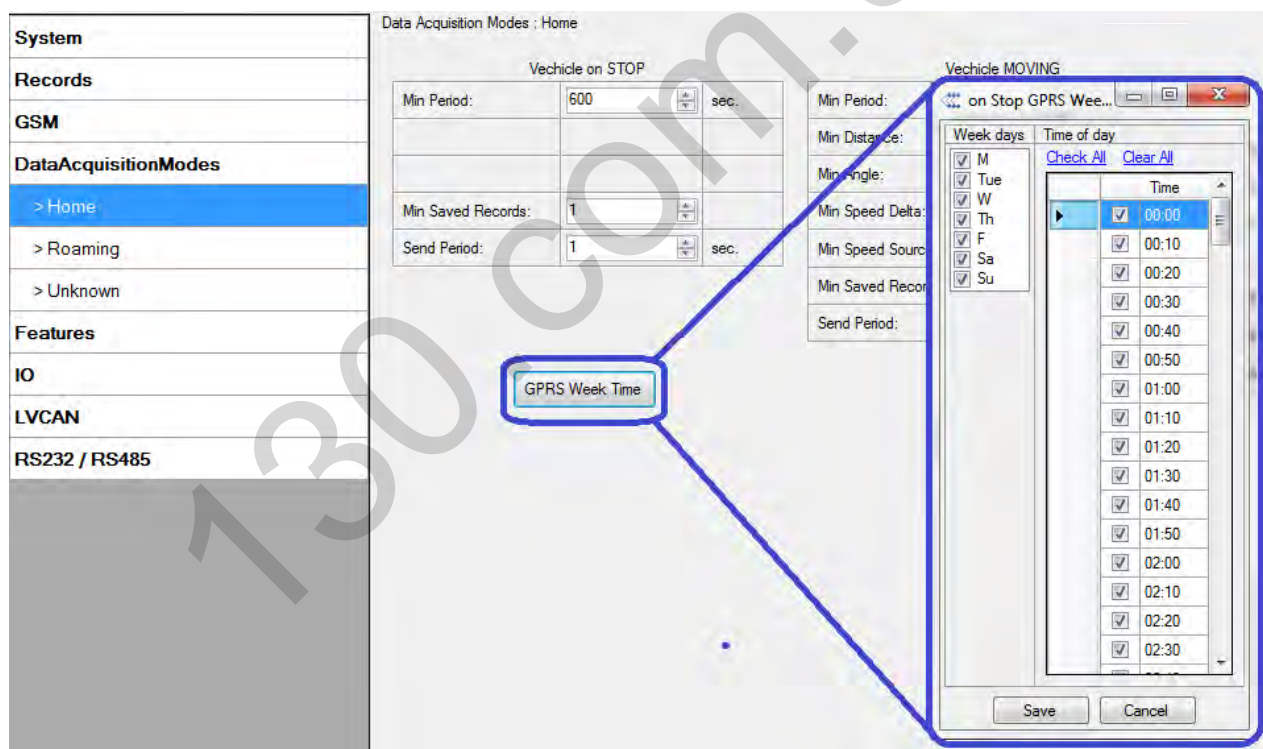 System
Records
GSM
DataAcquisitionModes
> Home
> Roaming
> Unknown
Features
IO
LVCAN
RS232 / RS485
Data Acquisition Modes : Home
Vechicle on STOP
Min Period: 600 sec.
Min Saved Records: 1
Send Period: 1 sec.
GPRS Week Time
Vechicle MOVING
Min Period:
Min Distance:
Min Angle:
Min Speed Delta:
Min Speed Sourc
Min Saved Recor
Send Period:
on Stop GPRS Wee...
Week days
M
Tue
W
Th
F
Sa
Su
Time of day
Check All Clear All
Time
00:00
00:10
00:20
00:30
00:40
00:50
01:00
01:10
01:20
01:30
01:40
01:50
02:00
02:10
02:20
02:30
Save Cancel
130.com.